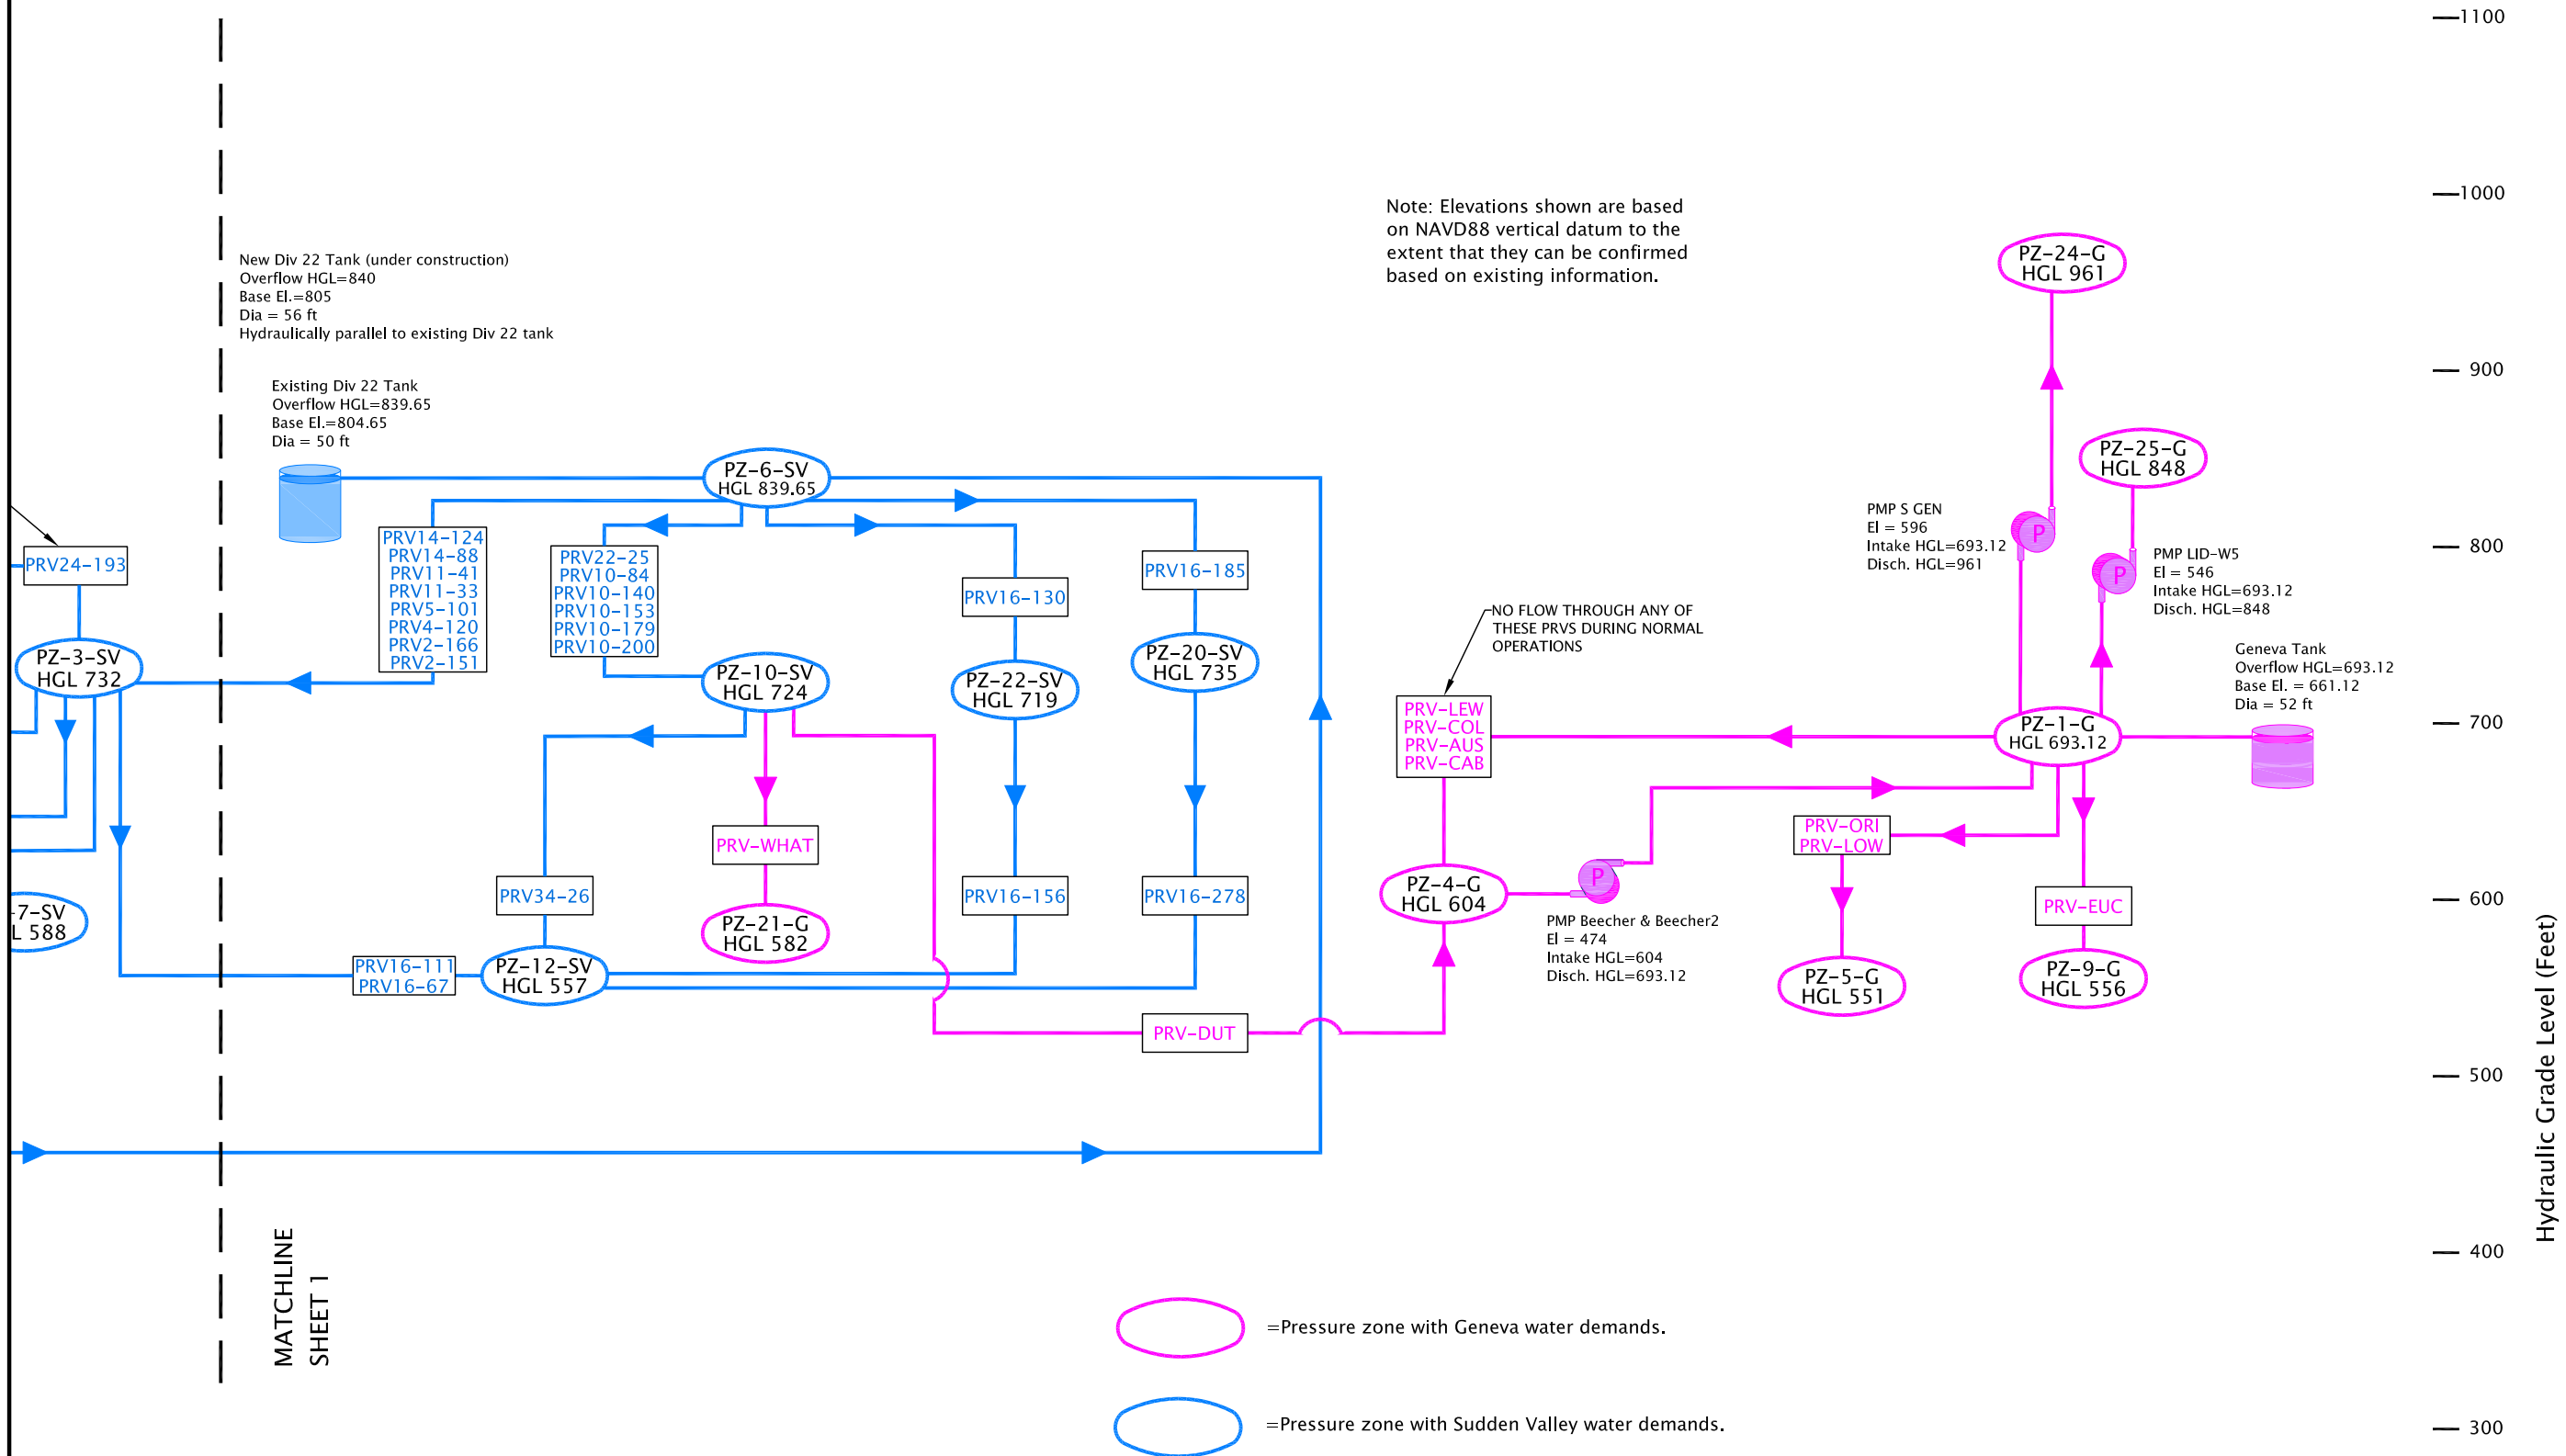 1100
1000
900
800
700
600
500
400
300
Hydraulic Grade Level (Feet)
Note: Elevations shown are based
on NAVD88 vertical datum to the
extent that they can be confirmed
based on existing information.
New Div 22 Tank (under construction)
Overflow HGL=840
Base El.=805
Dia = 56 ft
Hydraulically parallel to existing Div 22 tank
Existing Div 22 Tank
Overflow HGL=839.65
Base El.=804.65
Dia = 50 ft
PZ-6-SV
HGL 839.65
PRV24-193
PZ-3-SV
HGL 732
-7-SV
L 588
PRV14-124
PRV14-88
PRV11-41
PRV11-33
PRV5-101
PRV4-120
PRV2-166
PRV2-151
PRV22-25
PRV10-84
PRV10-140
PRV10-153
PRV10-179
PRV10-200
PZ-10-SV
HGL 724
PRV16-130
PZ-22-SV
HGL 719
PRV16-185
PZ-20-SV
HGL 735
PRV-WHAT
PZ-21-G
HGL 582
PRV34-26
PRV16-156
PRV16-278
PRV16-111
PRV16-67
PZ-12-SV
HGL 557
PRV-DUT
NO FLOW THROUGH ANY OF
THESE PRVS DURING NORMAL
OPERATIONS
PRV-LEW
PRV-COL
PRV-AUS
PRV-CAB
PZ-4-G
HGL 604
P
PMP Beecher & Beecher2
El = 474
Intake HGL=604
Disch. HGL=693.12
PZ-24-G
HGL 961
PZ-25-G
HGL 848
PMP S GEN
El = 596
Intake HGL=693.12
Disch. HGL=961
P
P
PMP LID-W5
El = 546
Intake HGL=693.12
Disch. HGL=848
Geneva Tank
Overflow HGL=693.12
Base El. = 661.12
Dia = 52 ft
PZ-1-G
HGL 693.12
PRV-ORI
PRV-LOW
PZ-5-G
HGL 551
PRV-EUC
PZ-9-G
HGL 556
MATCHLINE
SHEET 1
=Pressure zone with Geneva water demands.
=Pressure zone with Sudden Valley water demands.